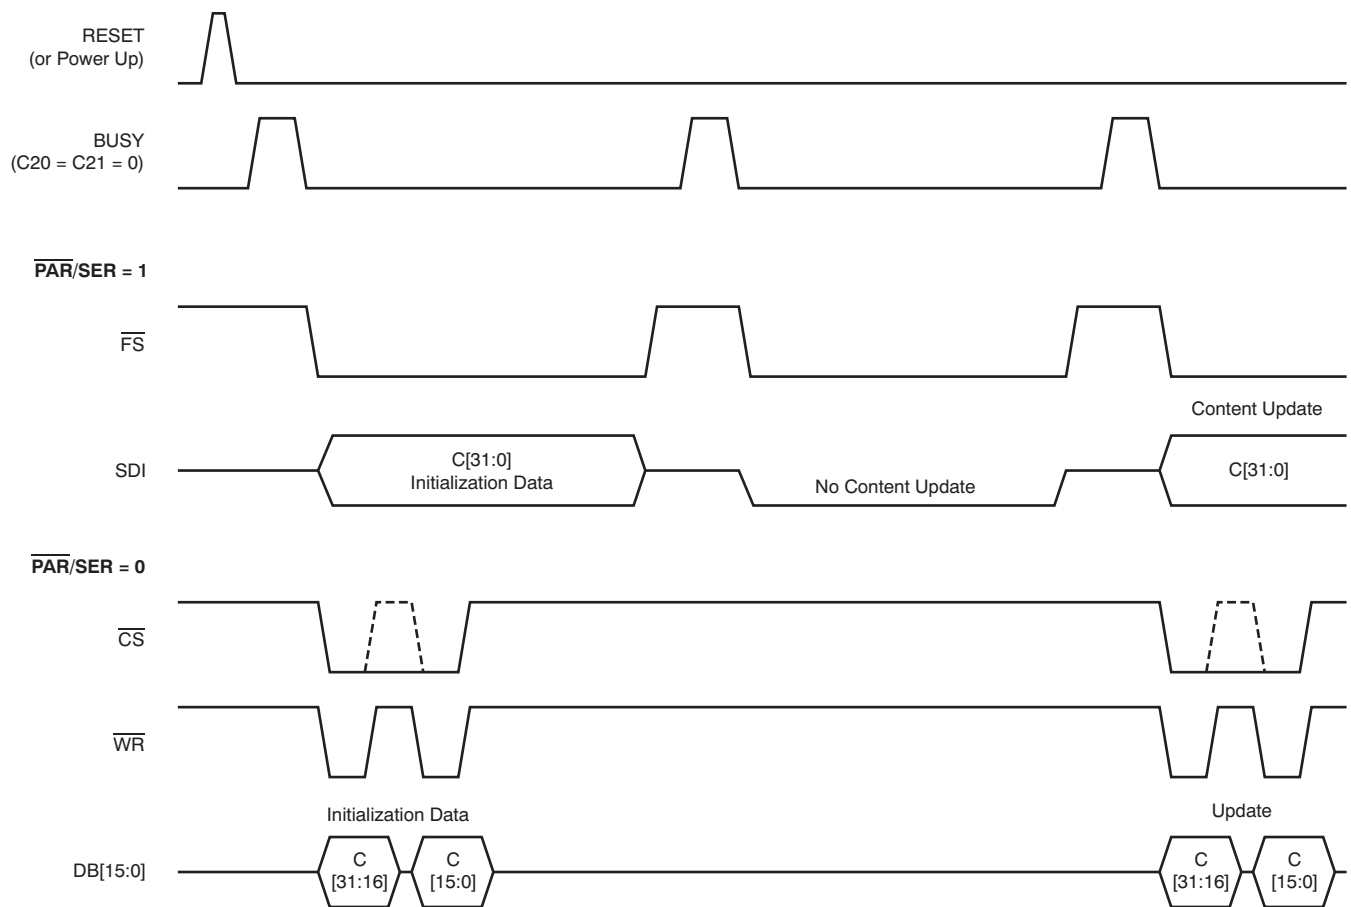 RESET
(or Power Up)
BUSY
(C20 = C21 = 0)
PAR/SER = 1
FS
Content Update
SDI
C[31:0]
Initialization Data
No Content Update
C[31:0]
PAR/SER = 0
CS
WR
Initialization Data
Update
DB[15:0]
C
[31:16]
C
[15:0]
C
[31:16]
C
[15:0]